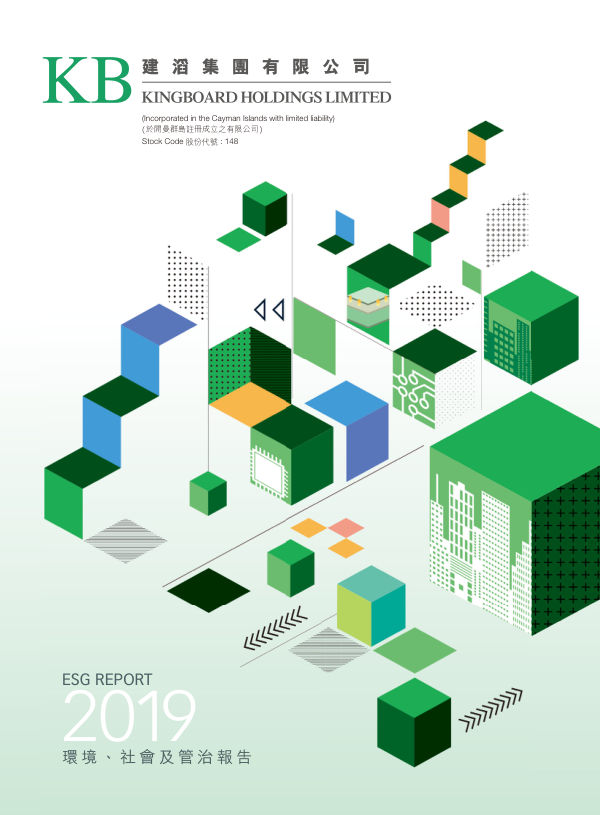 KB
建滔集團有限公司
KINGBOARD HOLDINGS LIMITED
(Incorporated in the Cayman Islands with limited liability)
(於開曼群島註冊成立之有限公司)
Stock Code 股份代號 : 148
ESG REPORT
2019
環境、社會及管治報告